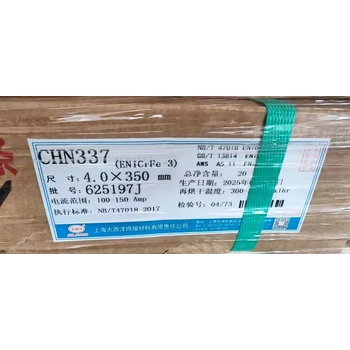 CHN337 (ENiCrFe-3)
NB/T 47018
GB/T 13814
AWS A5.11
尺 寸: 4.0×350 mm
总净含量: 20
批 号: 625197J
生产日期: 2025年
电流范围: 100-150 Amp
再烘干温度: 300
执行标准: NB/T47018-2017
检验号: 04/73
上海大西洋焊接材料有限责任公司